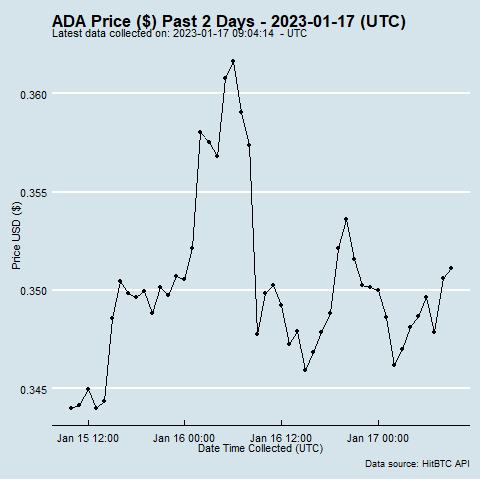 ADA Price ($) Past 2 Days - 2023-01-17 (UTC)
Latest data collected on: 2023-01-17 09:04:14  - UTC
0.360
0.355
0.350
0.345
Price USD ($)
Jan 15 12:00 Jan 16 00:00 Jan 16 12:00 Jan 17 00:00
Date Time Collected (UTC)
Data source: HitBTC API